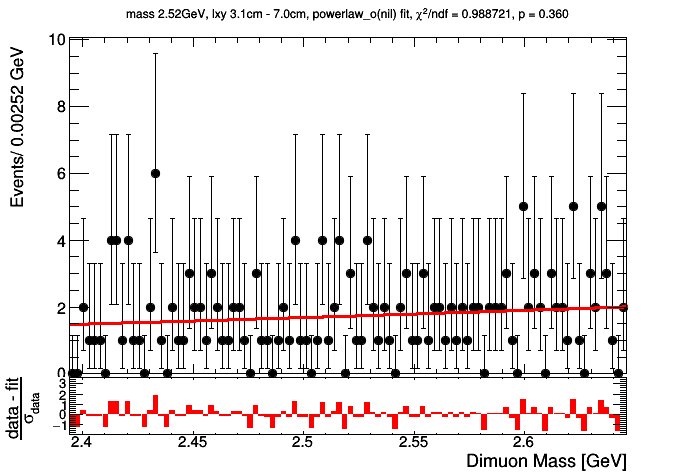 mass 2.52GeV, lxy 3.1cm - 7.0cm, powerlaw_o(nil) fit, χ²/ndf = 0.988721, p = 0.360
Events/ 0.00252 GeV
10
8
6
4
2
0
data - fit
σdata
3
2
1
0
−1
2.4 2.45 2.5 2.55 2.6
Dimuon Mass [GeV]